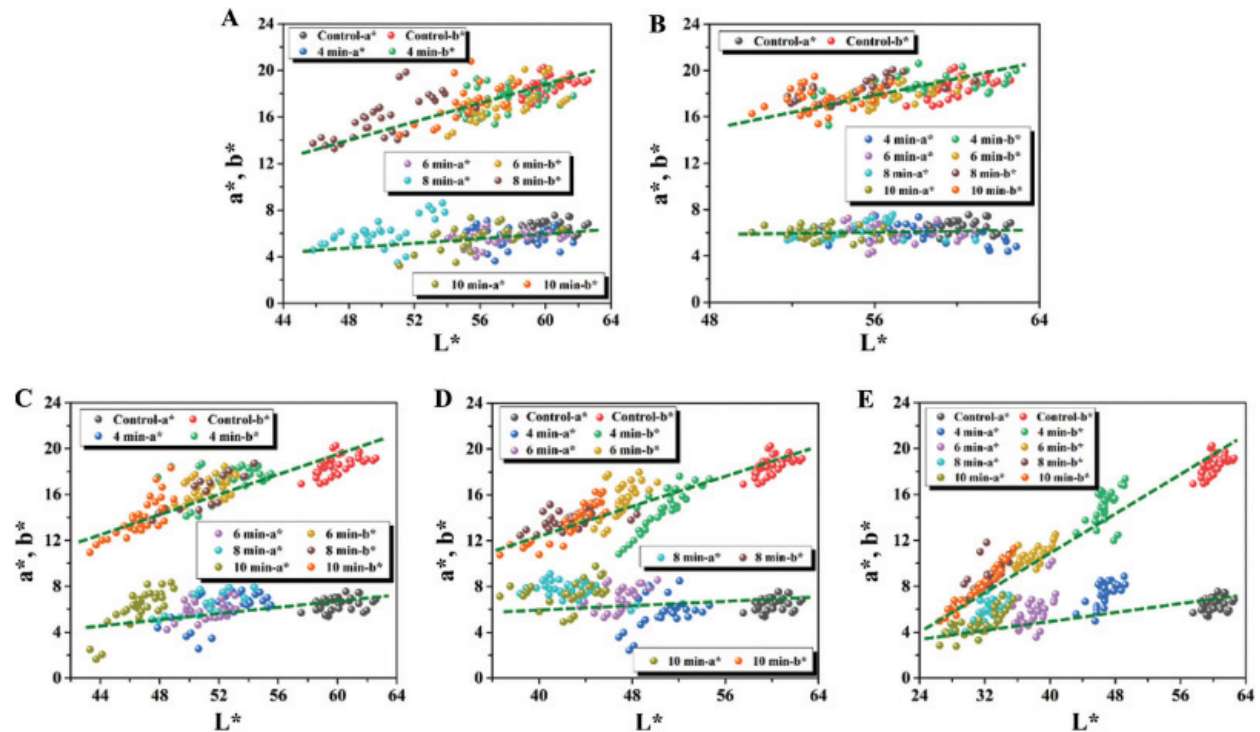 A
24
20
16
12
8
4
0
a*, b*
Control-a* Control-b*
4 min-a* 4 min-b*
6 min-a* 6 min-b*
8 min-a* 8 min-b*
10 min-a* 10 min-b*
44 48 52 56 60 64
L*
B
24
20
16
12
8
4
0
a*, b*
Control-a* Control-b*
4 min-a* 4 min-b*
6 min-a* 6 min-b*
8 min-a* 8 min-b*
10 min-a* 10 min-b*
48 56 64
L*
C
24
20
16
12
8
4
0
a*, b*
Control-a* Control-b*
4 min-a* 4 min-b*
6 min-a* 6 min-b*
8 min-a* 8 min-b*
10 min-a* 10 min-b*
44 48 52 56 60 64
L*
D
24
20
16
12
8
4
0
a*, b*
Control-a* Control-b*
4 min-a* 4 min-b*
6 min-a* 6 min-b*
8 min-a* 8 min-b*
10 min-a* 10 min-b*
40 48 56 64
L*
E
24
20
16
12
8
4
0
a*, b*
Control-a* Control-b*
4 min-a* 4 min-b*
6 min-a* 6 min-b*
8 min-a* 8 min-b*
10 min-a* 10 min-b*
24 32 40 48 56 64
L*